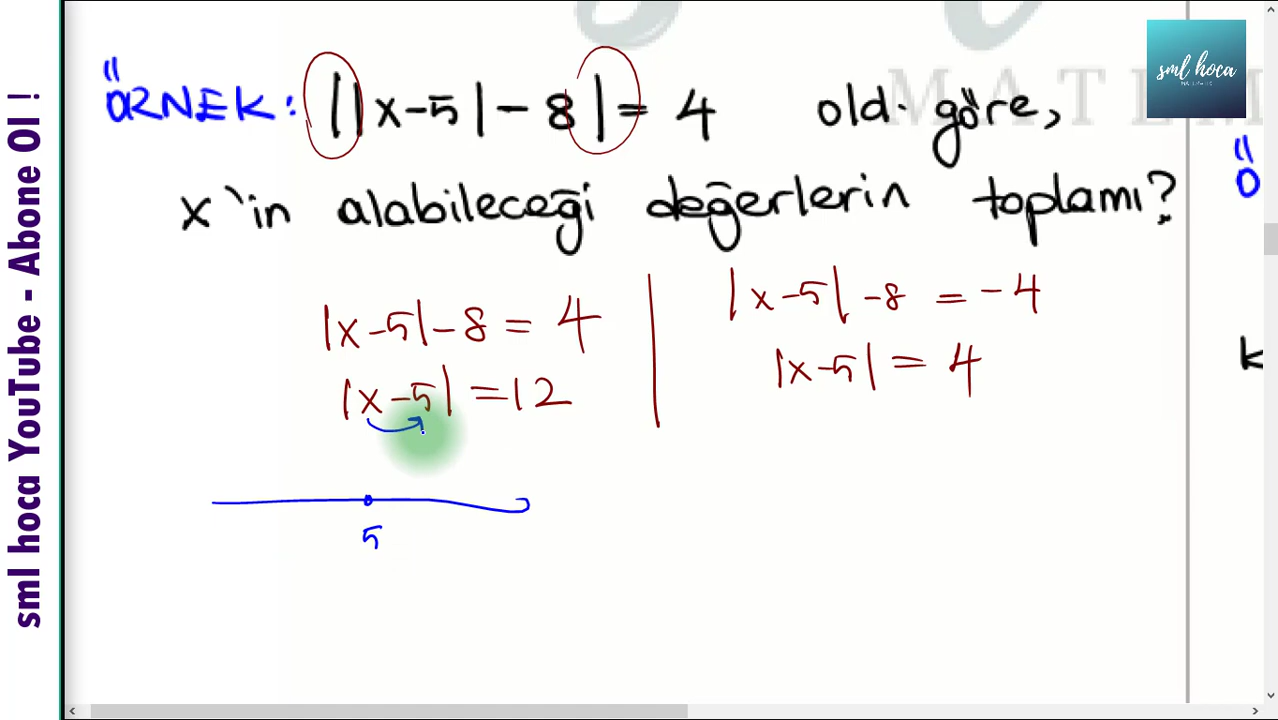 sml hoca YouTube - Abone Ol !
sml hoca
MATEM
ÖRNEK: ||x-5|-8|=4 old. göre,
x'in alabileceği değerlerin toplamı?
|x-5|-8=4
|x-5|=12
5
|x-5|-8=-4
|x-5|=4
Ö
k